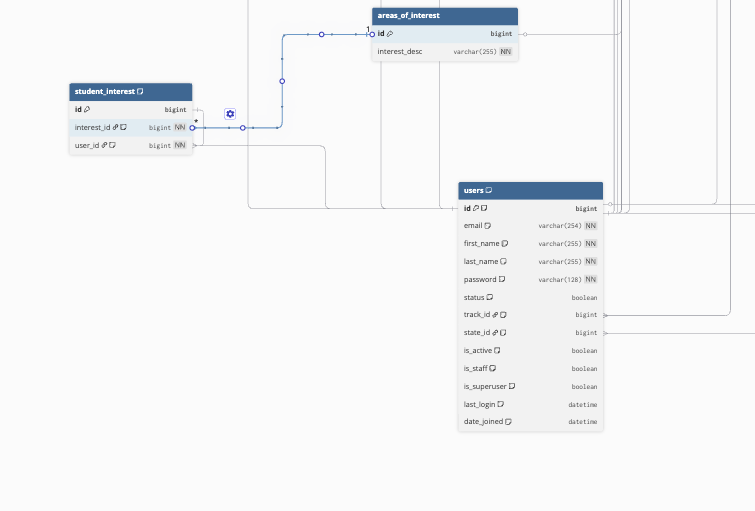 areas_of_interest
id bigint
interest_desc varchar(255) NN
1
student_interest
id bigint
*
interest_id bigint NN
user_id bigint NN
users
id bigint
email varchar(254) NN
first_name varchar(255) NN
last_name varchar(255) NN
password varchar(128) NN
status boolean
track_id bigint
state_id bigint
is_active boolean
is_staff boolean
is_superuser boolean
last_login datetime
date_joined datetime